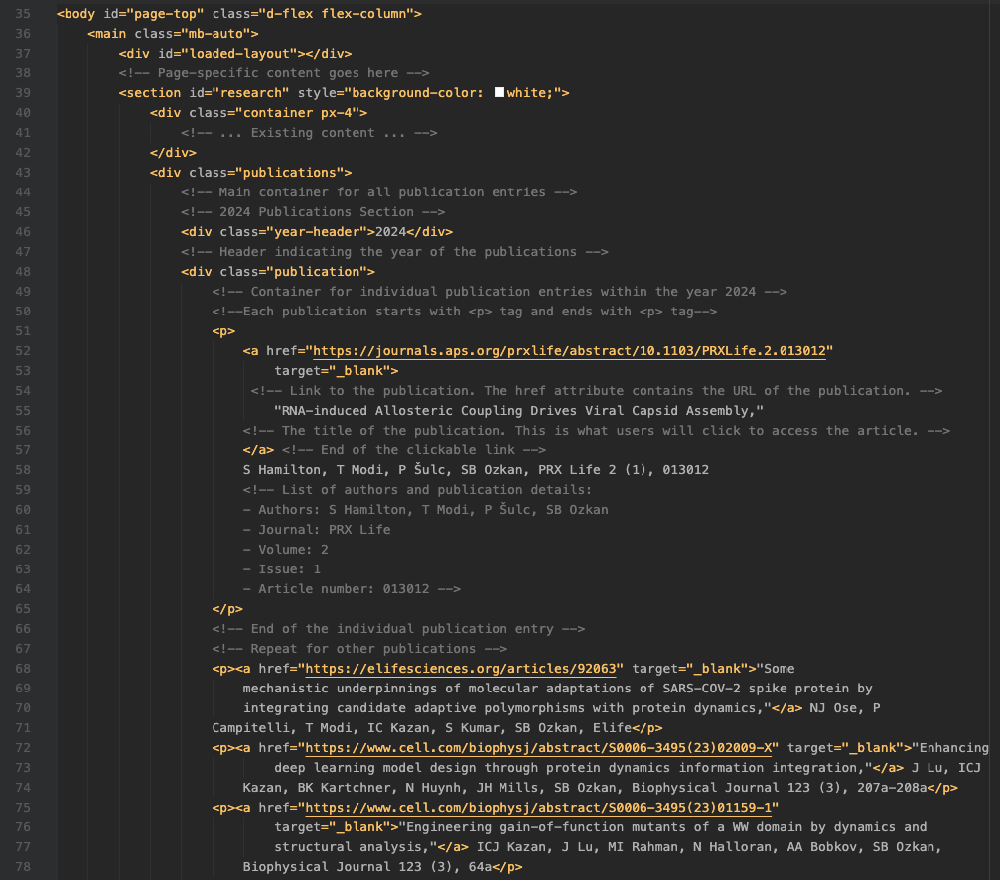 35 <body id="page-top" class="d-flex flex-column">
36 <main class="mb-auto">
37 <div id="loaded-layout"></div>
38 <!-- Page-specific content goes here -->
39 <section id="research" style="background-color: white;">
40 <div class="container px-4">
41 <!-- ... Existing content ... -->
42 </div>
43 <div class="publications">
44 <!-- Main container for all publication entries -->
45 <!-- 2024 Publications Section -->
46 <div class="year-header">2024</div>
47 <!-- Header indicating the year of the publications -->
48 <div class="publication">
49 <!-- Container for individual publication entries within the year 2024 -->
50 <!--Each publication starts with <p> tag and ends with <p> tag-->
51 <p>
52 <a href="https://journals.aps.org/prxlife/abstract/10.1103/PRXLife.2.013012"
53 target="_blank">
54 <!-- Link to the publication. The href attribute contains the URL of the publication. -->
55 "RNA-induced Allosteric Coupling Drives Viral Capsid Assembly,"
56 <!-- The title of the publication. This is what users will click to access the article. -->
57 </a> <!-- End of the clickable link -->
58 S Hamilton, T Modi, P Šulc, SB Ozkan, PRX Life 2 (1), 013012
59 <!-- List of authors and publication details:
60 - Authors: S Hamilton, T Modi, P Šulc, SB Ozkan
61 - Journal: PRX Life
62 - Volume: 2
63 - Issue: 1
64 - Article number: 013012 -->
65 </p>
66 <!-- End of the individual publication entry -->
67 <!-- Repeat for other publications -->
68 <p><a href="https://elifesciences.org/articles/92063" target="_blank">"Some
69 mechanistic underpinnings of molecular adaptations of SARS-COV-2 spike protein by
70 integrating candidate adaptive polymorphisms with protein dynamics,"</a> NJ Ose, P
71 Campitelli, T Modi, IC Kazan, S Kumar, SB Ozkan, Elife</p>
72 <p><a href="https://www.cell.com/biophysj/abstract/S0006-3495(23)02009-X" target="_blank">"Enhancing
73 deep learning model design through protein dynamics information integration,"</a> J Lu, ICJ
74 Kazan, BK Kartchner, N Huynh, JH Mills, SB Ozkan, Biophysical Journal 123 (3), 207a-208a</p>
75 <p><a href="https://www.cell.com/biophysj/abstract/S0006-3495(23)01159-1"
76 target="_blank">"Engineering gain-of-function mutants of a WW domain by dynamics and
77 structural analysis,"</a> ICJ Kazan, J Lu, MI Rahman, N Halloran, AA Bobkov, SB Ozkan,
78 Biophysical Journal 123 (3), 64a</p>